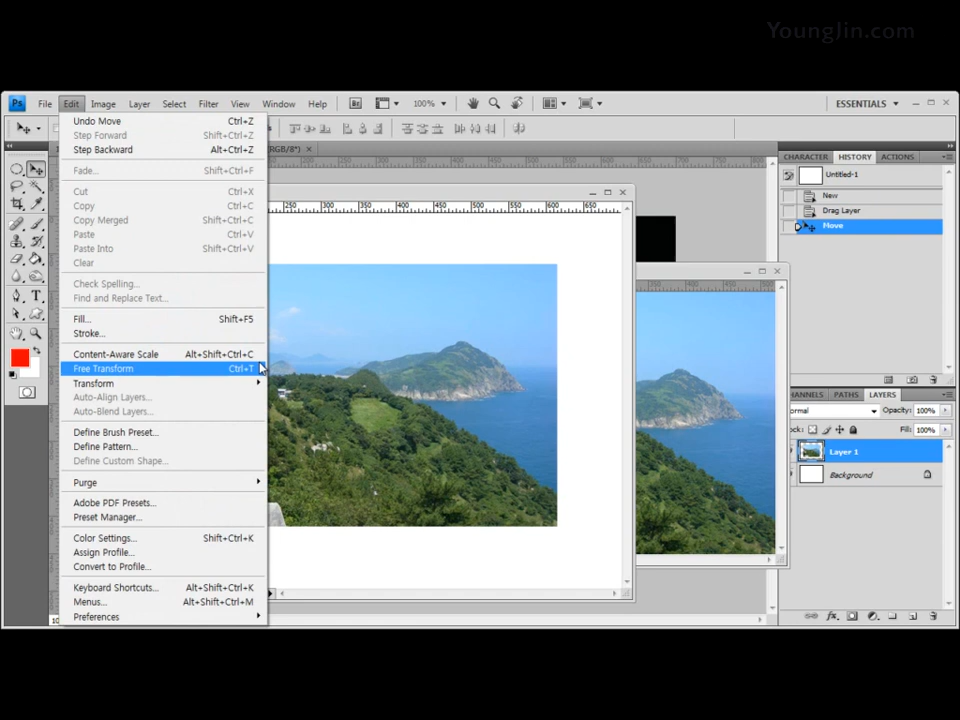 YoungJin.com
Ps File Edit Image Layer Select Filter View Window Help Br 100% ESSENTIALS
Undo Move Ctrl+Z
Step Forward Shift+Ctrl+Z
Step Backward Alt+Ctrl+Z
(RGB/8*) ×
CHARACTER HISTORY ACTIONS
Fade... Shift+Ctrl+F
Untitled-1
Cut Ctrl+X
New
Copy
Drag Layer
Copy Merged Shift+Ctrl+C
Move
Paste Ctrl+V
Paste Into Shift+Ctrl+V
Clear
250 300 350 400 450 500 550 600 650
Check Spelling...
Find and Replace Text...
Fill... Shift+F5
Stroke...
Content-Aware Scale Alt+Shift+Ctrl+C
Free Transform Ctrl+T
Transform
Auto-Align Layers...
Auto-Blend Layers...
HANNELS PATHS LAYERS
ormal Opacity: 100%
ock: Fill: 100%
Define Brush Preset...
Define Pattern...
Define Custom Shape...
Layer 1
Background
Purge
Adobe PDF Presets...
Preset Manager...
Color Settings... Shift+Ctrl+K
Assign Profile...
Convert to Profile...
Keyboard Shortcuts... Alt+Shift+Ctrl+K
Menus... Alt+Shift+Ctrl+M
Preferences